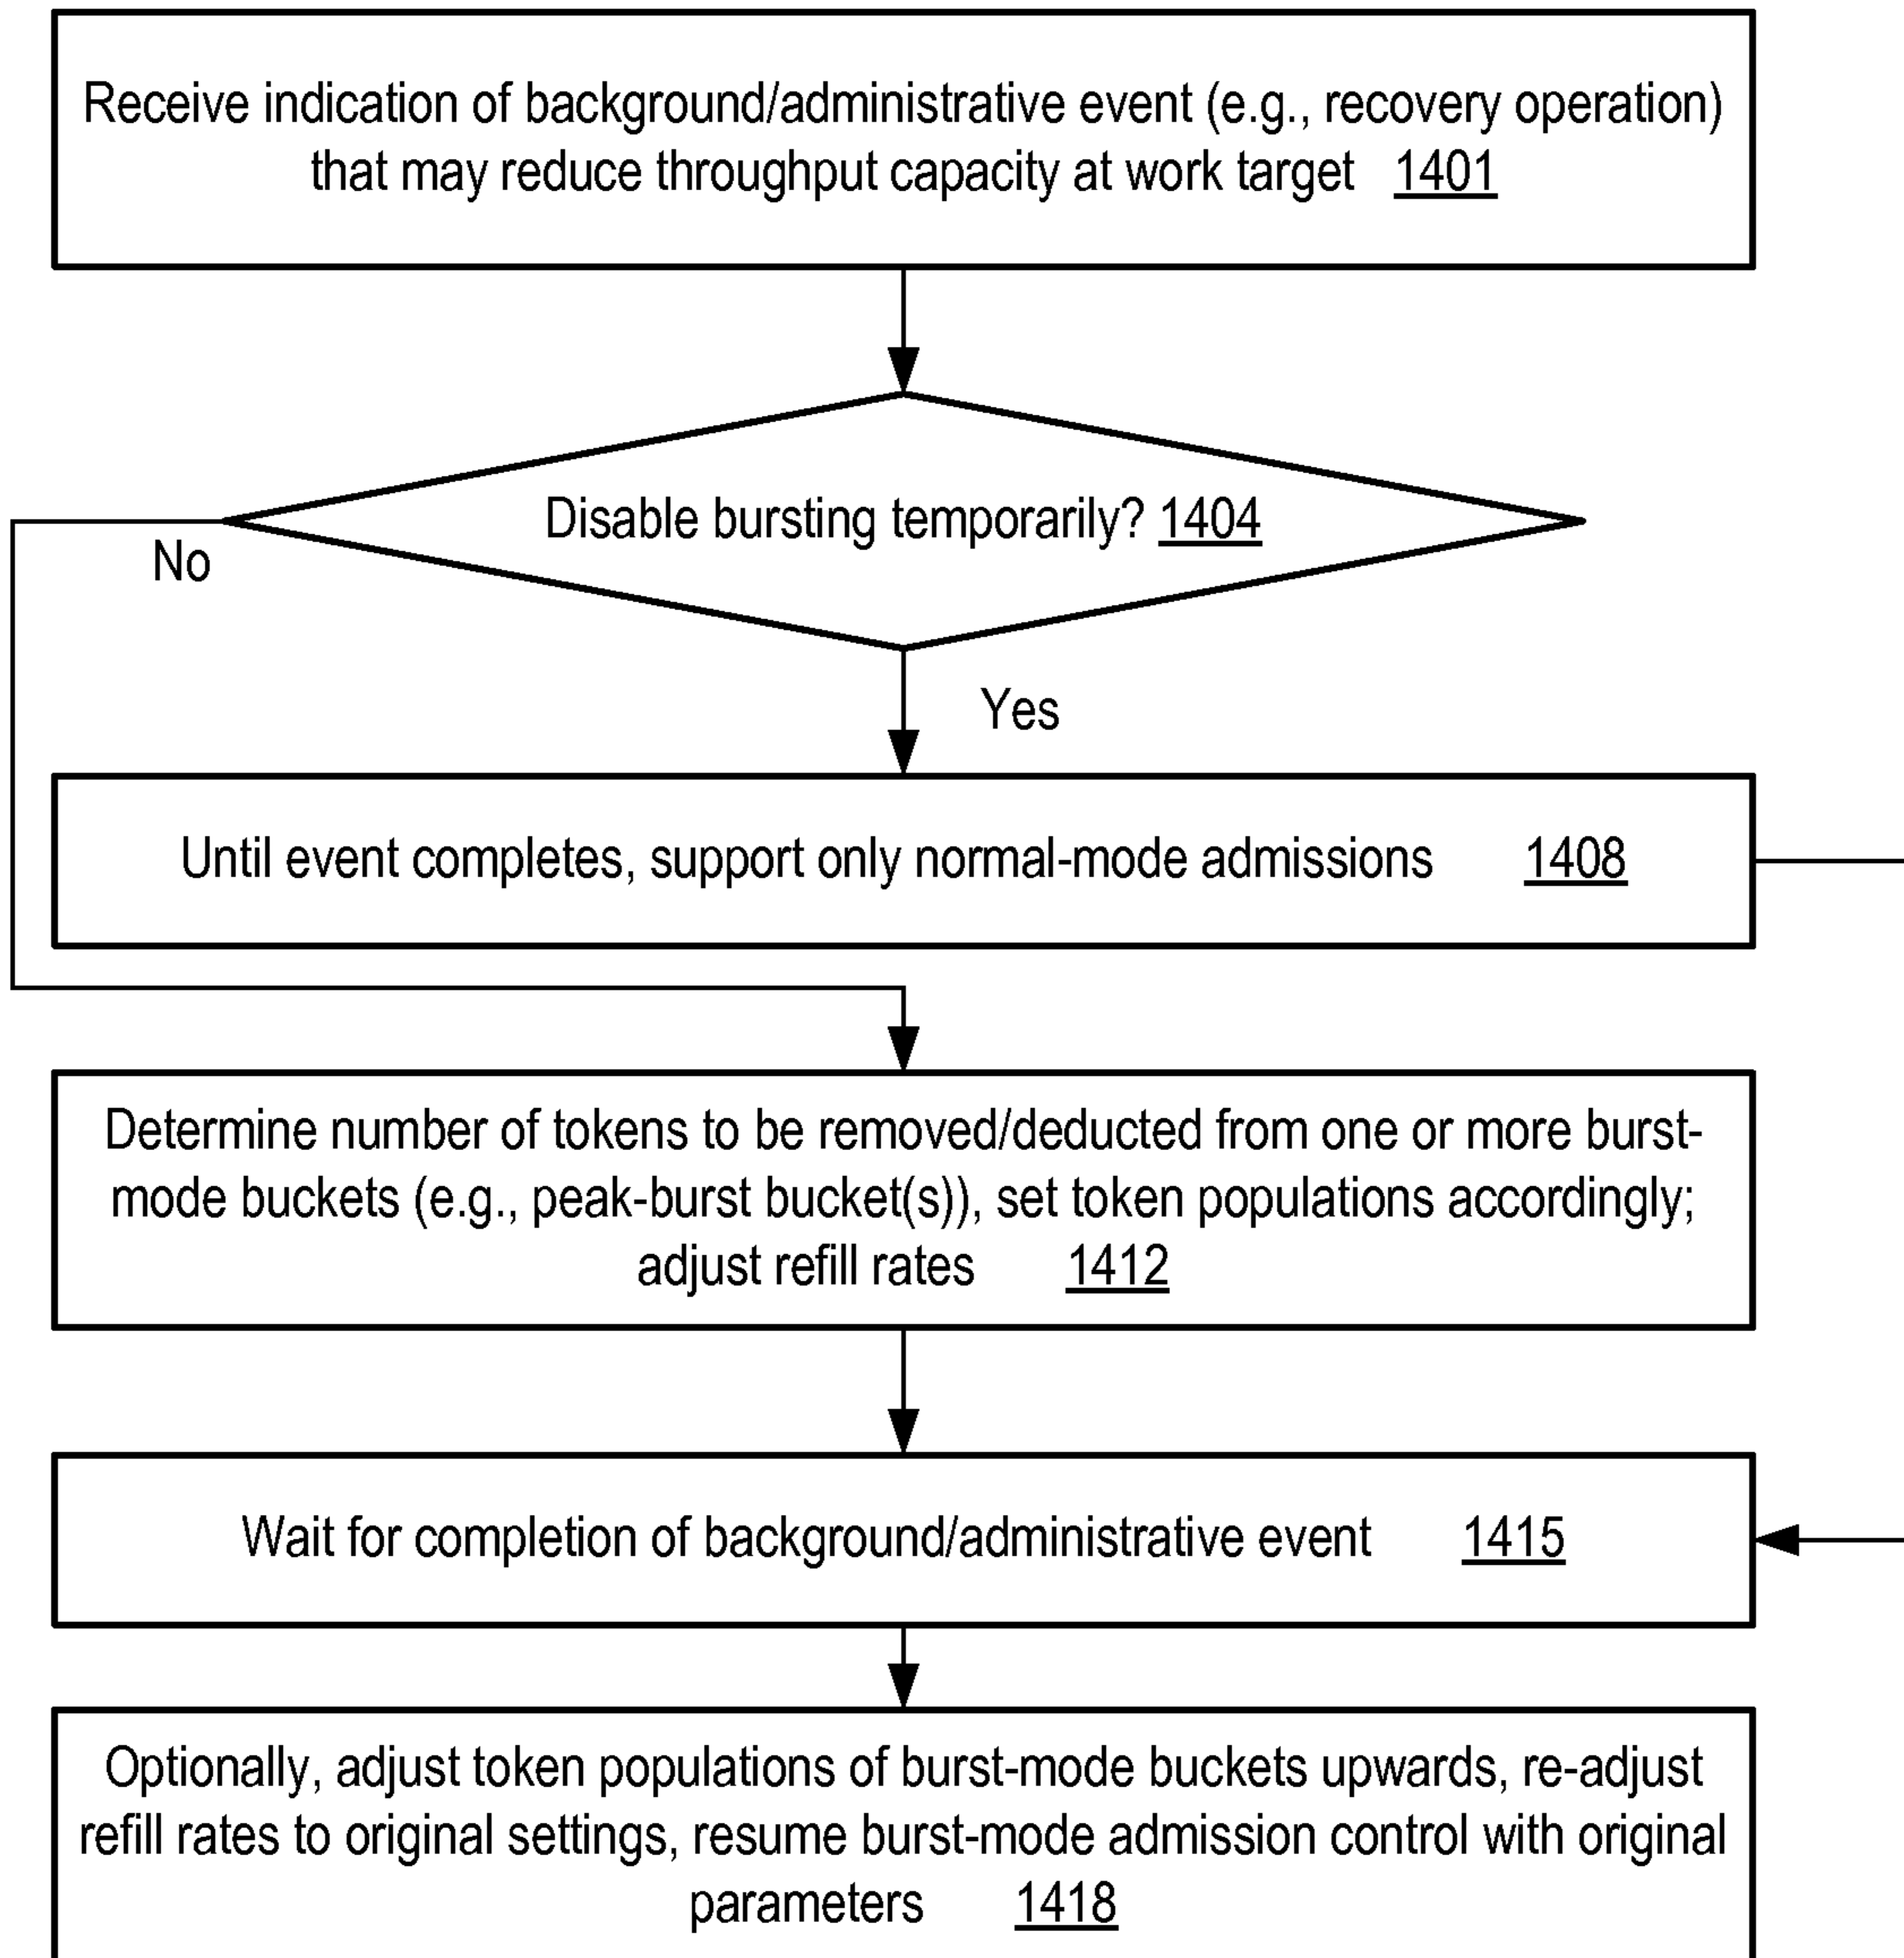 Receive indication of background/administrative event (e.g., recovery operation)
that may reduce throughput capacity at work target 1401
Disable bursting temporarily? 1404
No
Yes
Until event completes, support only normal-mode admissions 1408
Determine number of tokens to be removed/deducted from one or more burst-
mode buckets (e.g., peak-burst bucket(s)), set token populations accordingly;
adjust refill rates 1412
Wait for completion of background/administrative event 1415
Optionally, adjust token populations of burst-mode buckets upwards, re-adjust
refill rates to original settings, resume burst-mode admission control with original
parameters 1418